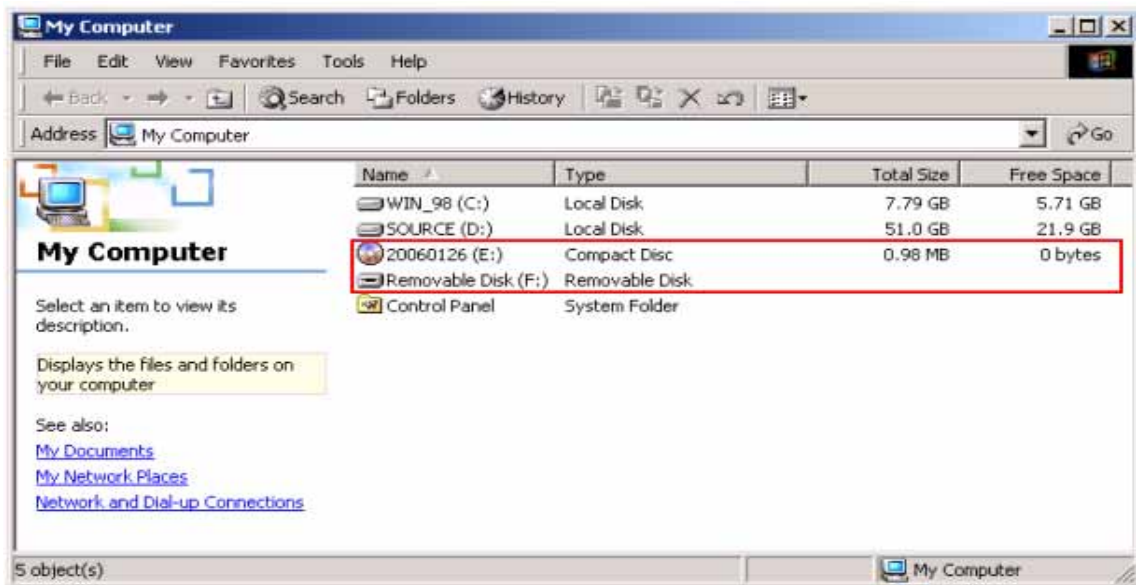 My Computer
File Edit View Favorites Tools Help
Back Search Folders History
Address My Computer Go
Name Type Total Size Free Space
WIN_98 (C:) Local Disk 7.79 GB 5.71 GB
SOURCE (D:) Local Disk 51.0 GB 21.9 GB
20060126 (E:) Compact Disc 0.98 MB 0 bytes
Removable Disk (F:) Removable Disk
Control Panel System Folder
My Computer
Select an item to view its
description.
Displays the files and folders on
your computer
See also:
My Documents
My Network Places
Network and Dial-up Connections
5 object(s) My Computer